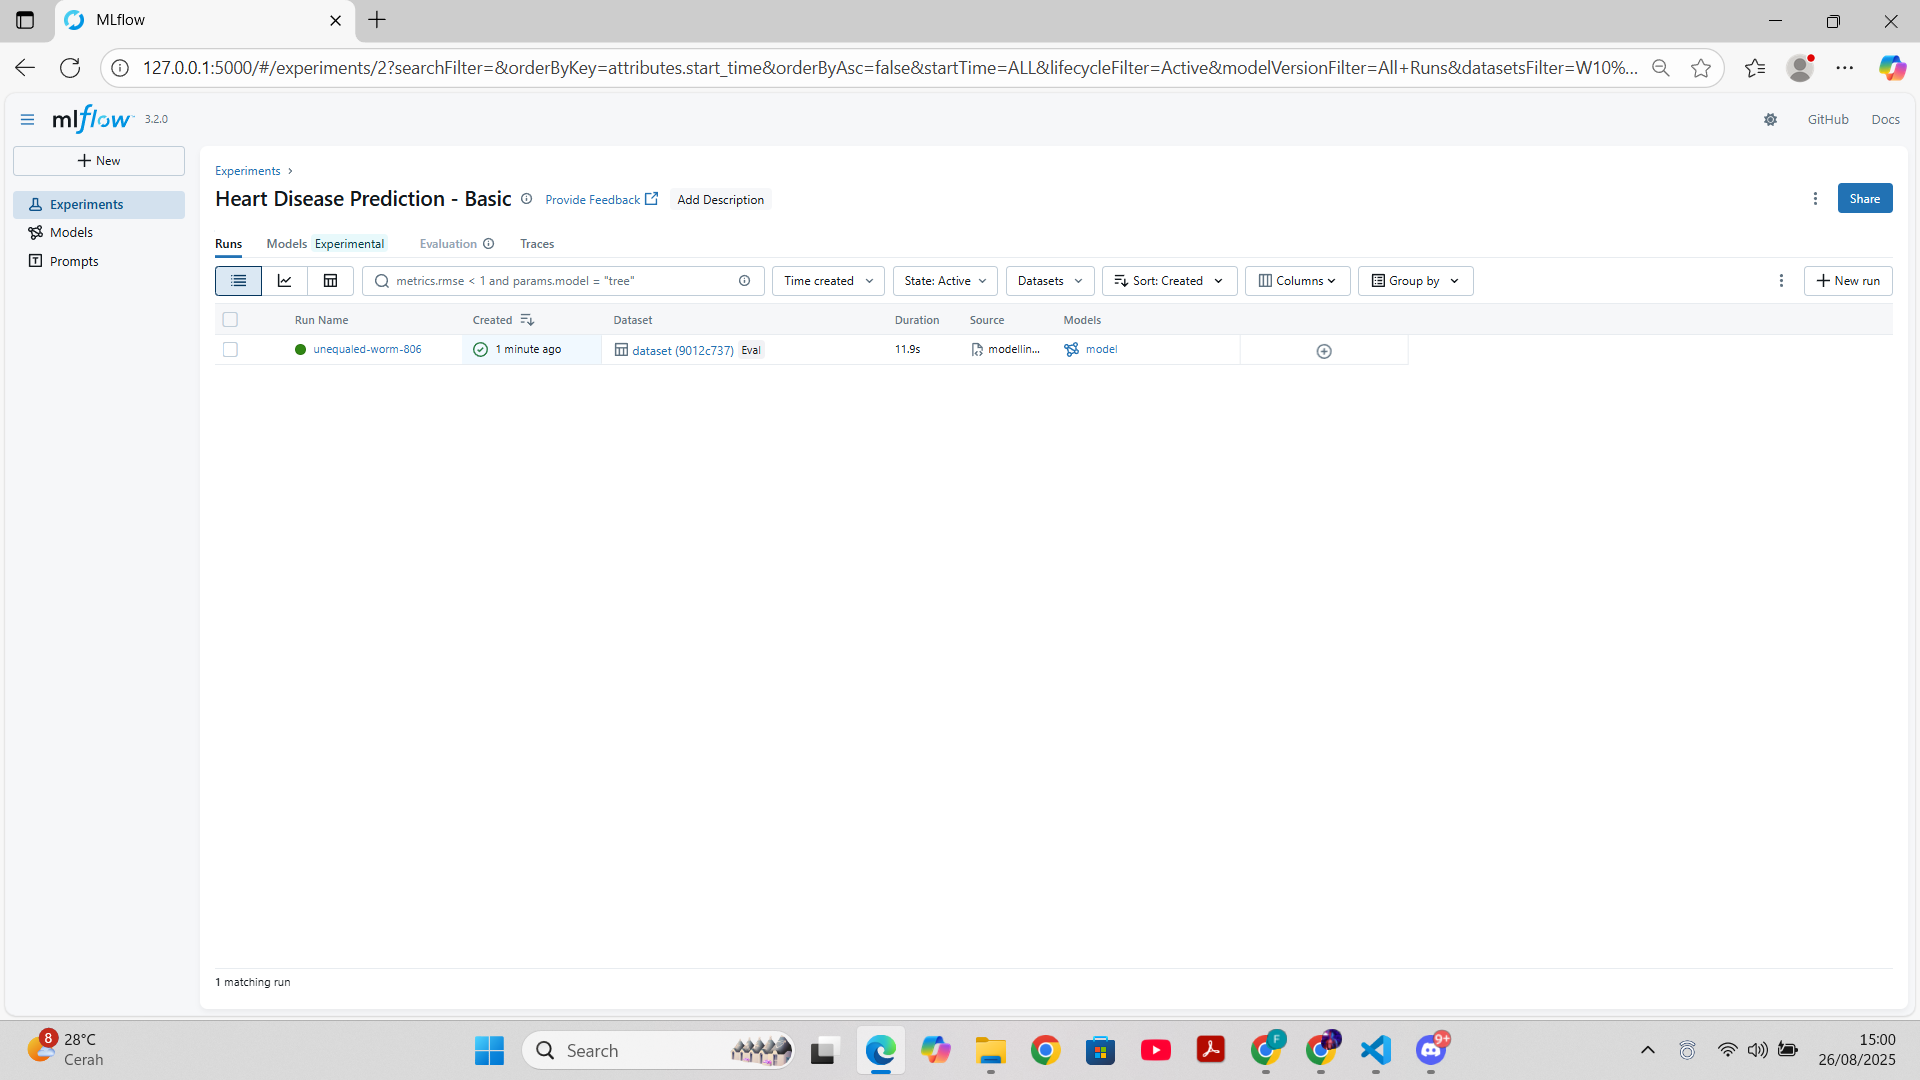 MLflow
127.0.0.1:5000/#/experiments/2?searchFilter=&orderByKey=attributes.start_time&orderByAsc=false&startTime=ALL&lifecycleFilter=Active&modelVersionFilter=All+Runs&datasetsFilter=W10%...
mlflow 3.2.0
GitHub Docs
New
Experiments
Models
Prompts
Experiments
Heart Disease Prediction - Basic Provide Feedback Add Description
Share
Runs Models Experimental Evaluation Traces
metrics.rmse < 1 and params.model = "tree" Time created State: Active Datasets Sort: Created Columns Group by New run
Run Name Created Dataset Duration Source Models
unequaled-worm-806 1 minute ago dataset (9012c737) Eval 11.9s modellin... model
1 matching run
8 28°C
Cerah
Search
F
9+
15:00
26/08/2025